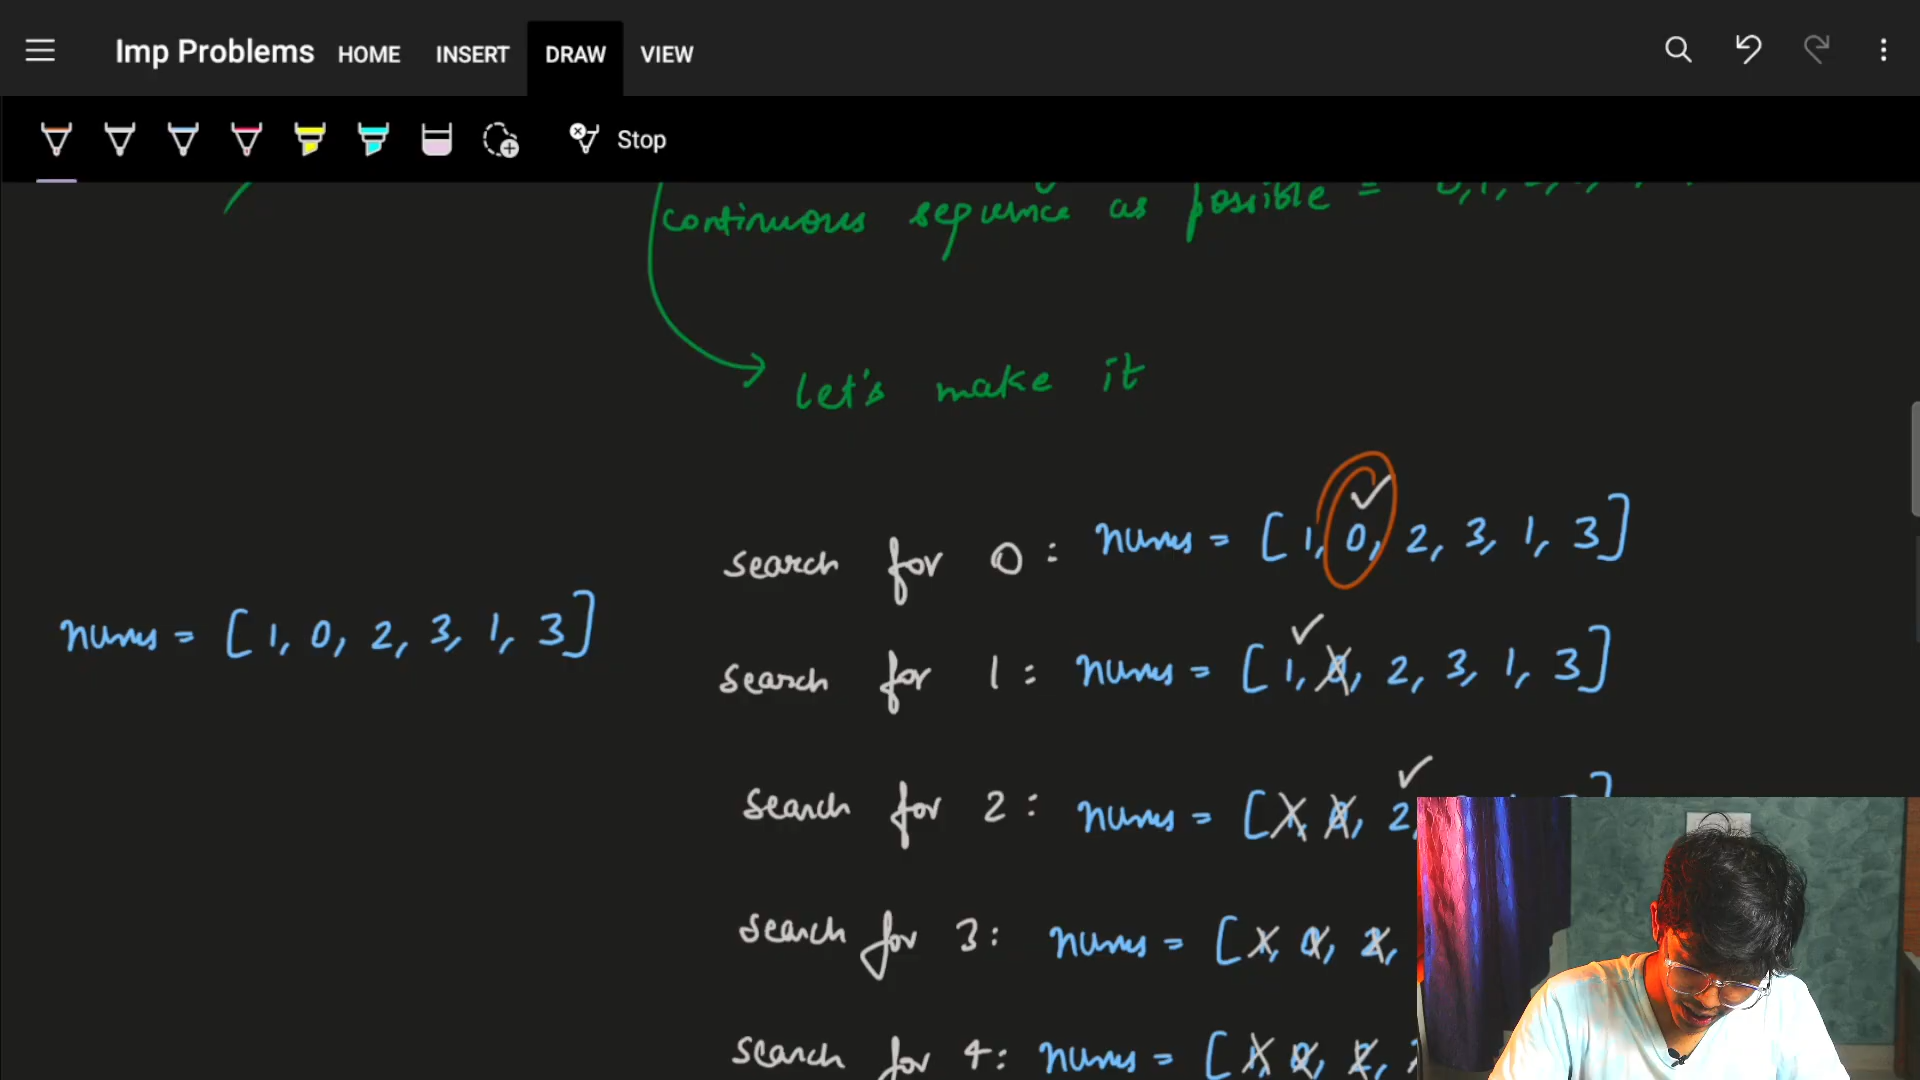 Imp Problems HOME INSERT DRAW VIEW
Stop
continuous sequence as possible =
let's make it
search for 0: nums = [1, 0, 2, 3, 1, 3]
nums = [1, 0, 2, 3, 1, 3]
search for 1: nums = [1, 0, 2, 3, 1, 3]
search for 2: nums = [1, 0, 2,
search for 3: nums = [1, 0, 2,
search for 4: nums = [1, 0, 2,